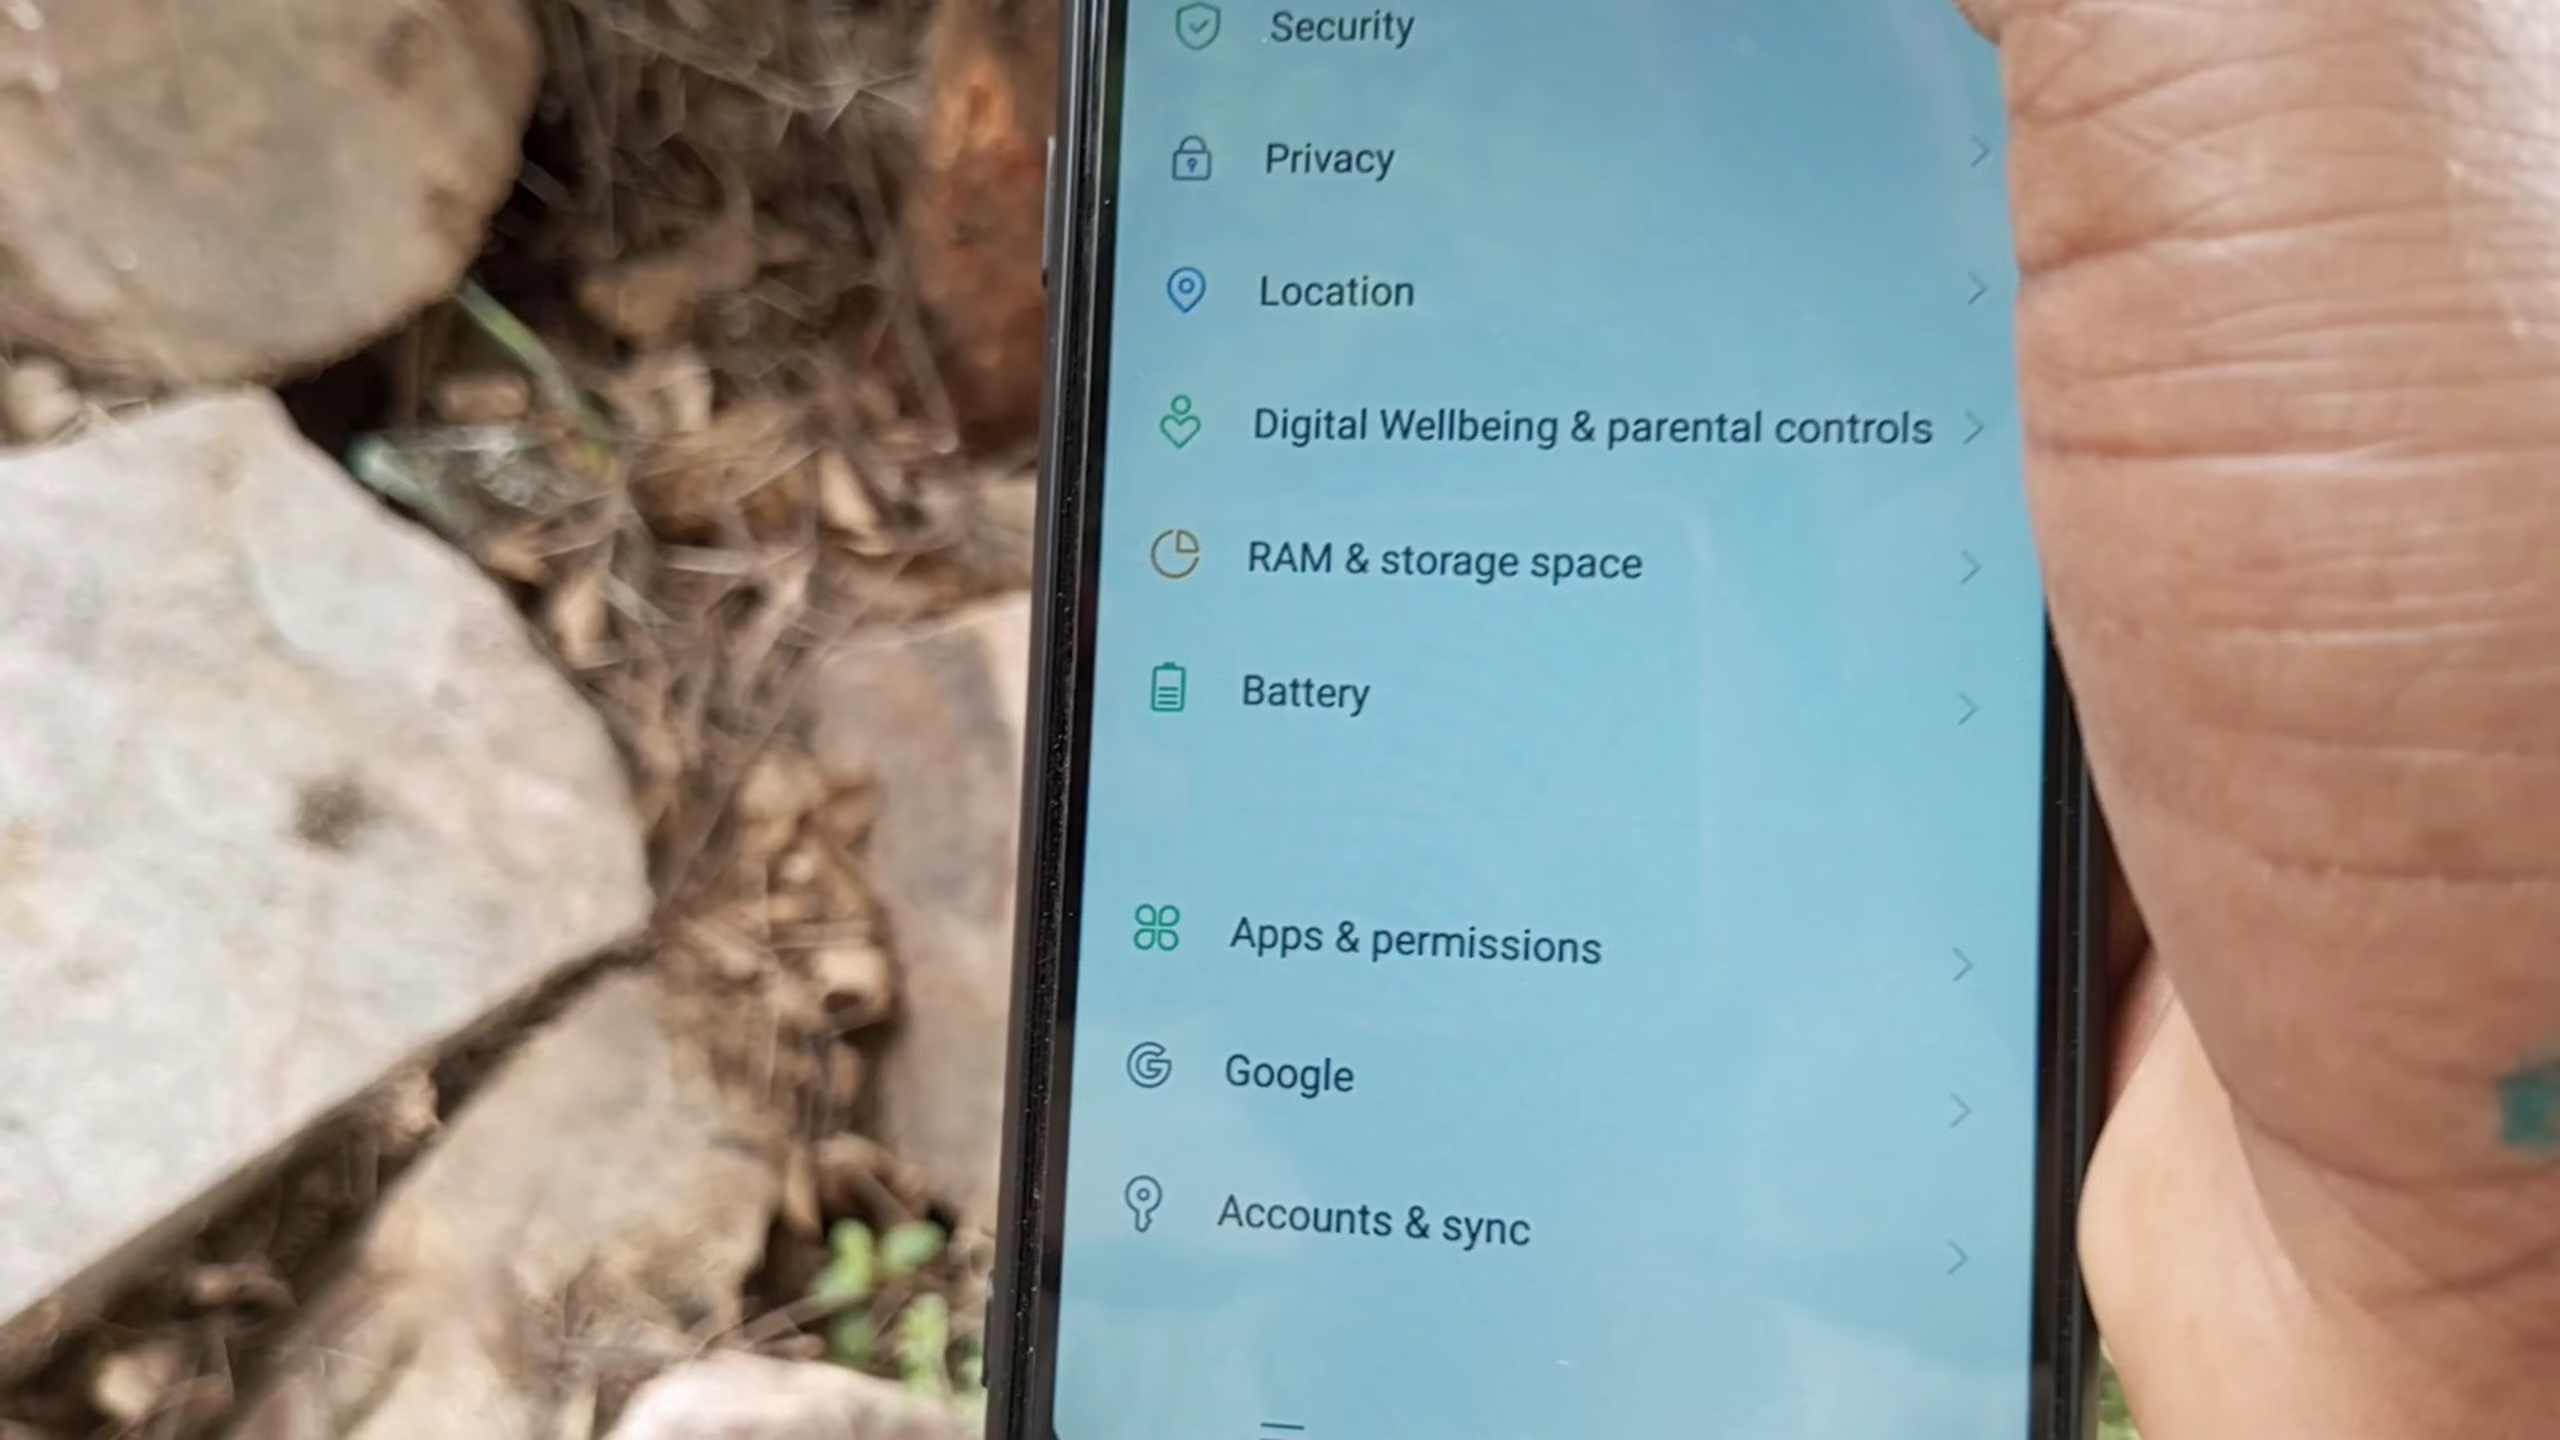 Security
Privacy
Location
Digital Wellbeing & parental controls
RAM & storage space
Battery
Apps & permissions
Google
Accounts & sync